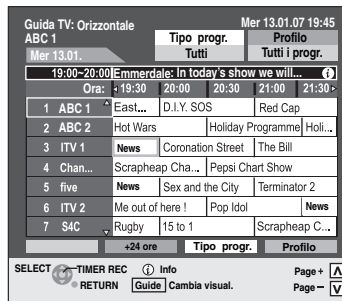 Guida TV: Orizzontale Mer 13.01.07 19:45
ABC 1 Tipo progr. Profilo
Mer 13.01. Tutti Tutti i progr.
19:00~20:00 Emmerdale: In today's show we will... i
Ora: 19:30 20:00 20:30 21:00 21:30
1 ABC 1 East... D.I.Y. SOS Red Cap
2 ABC 2 Hot Wars Holiday Programme Holi...
3 ITV 1 News Coronation Street The Bill
4 Chan... Scrapheap Cha... Pepsi Chart Show
5 five News Sex and the City Terminator 2
6 ITV 2 Me out of here ! Pop Idol News
7 S4C Rugby 15 to 1 Scrapheap C...
+24 ore Tipo progr. Profilo
SELECT TIMER REC i Info Page+ ∧
RETURN Guide Cambia visual. Page− ∨